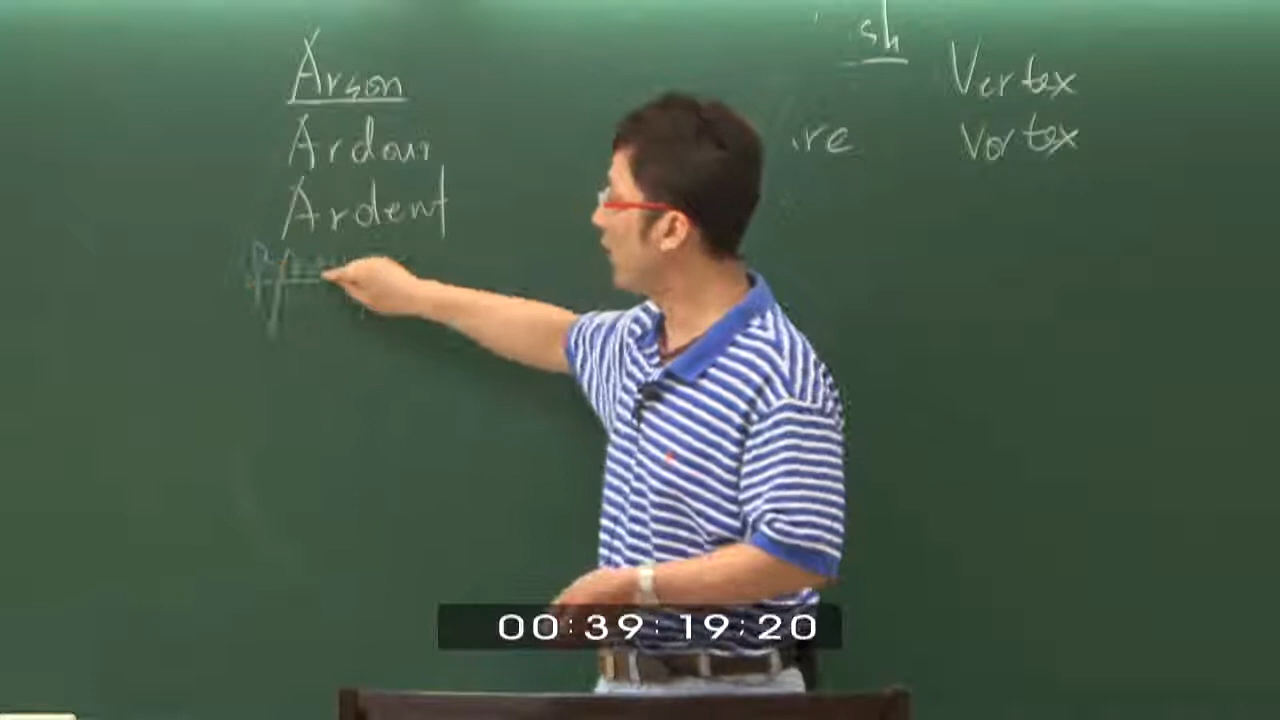 Arson
Ardour
Ardent
sh
ire
Vertex
vortex
00:39:19;20